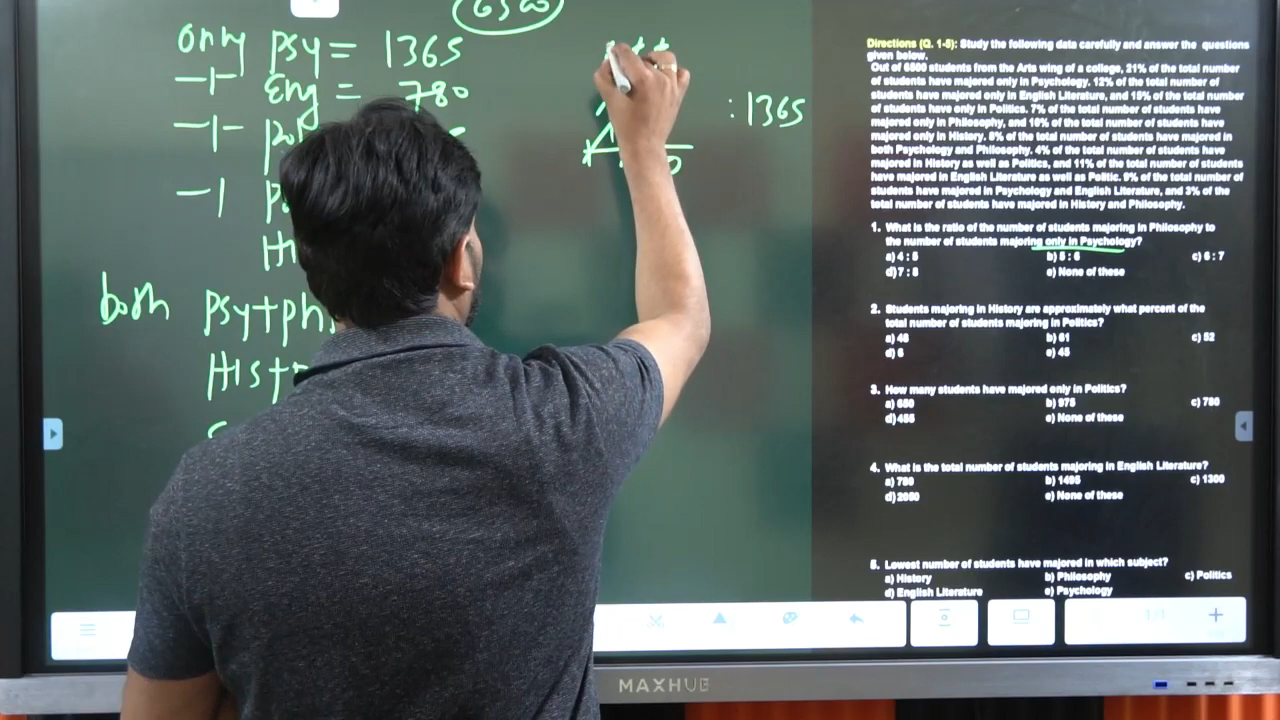 6500
only psy = 1365
-1- Eng = 780
: 1365
-1- pol
-1
both psy+phi
His+
Directions (Q. 1-5): Study the following data carefully and answer the questions
given below.
Out of 6500 students from the Arts wing of a college, 21% of the total number
of students have majored only in Psychology. 12% of the total number of
students have majored only in English Literature, and 15% of the total number
of students have only in Politics. 7% of the total number of students have
majored only in Philosophy, and 10% of the total number of students have
majored only in History. 8% of the total number of students have majored in
both Psychology and Philosophy. 4% of the total number of students have
majored in History as well as Politics, and 11% of the total number of students
have majored in English Literature as well as Politic. 9% of the total number of
students have majored in Psychology and English Literature, and 3% of the
total number of students have majored in History and Philosophy.
1. What is the ratio of the number of students majoring in Philosophy to
the number of students majoring only in Psychology?
a) 4 : 5 b) 5 : 6 c) 6 : 7
d) 7 : 8 e) None of these
2. Students majoring in History are approximately what percent of the
total number of students majoring in Politics?
a) 48 b) 61 c) 52
d) 6 e) 45
3. How many students have majored only in Politics?
a) 650 b) 975 c) 780
d) 455 e) None of these
4. What is the total number of students majoring in English Literature?
a) 780 b) 1495 c) 1300
d) 2080 e) None of these
5. Lowest number of students have majored in which subject?
a) History b) Philosophy c) Politics
d) English Literature e) Psychology
MAXHUB